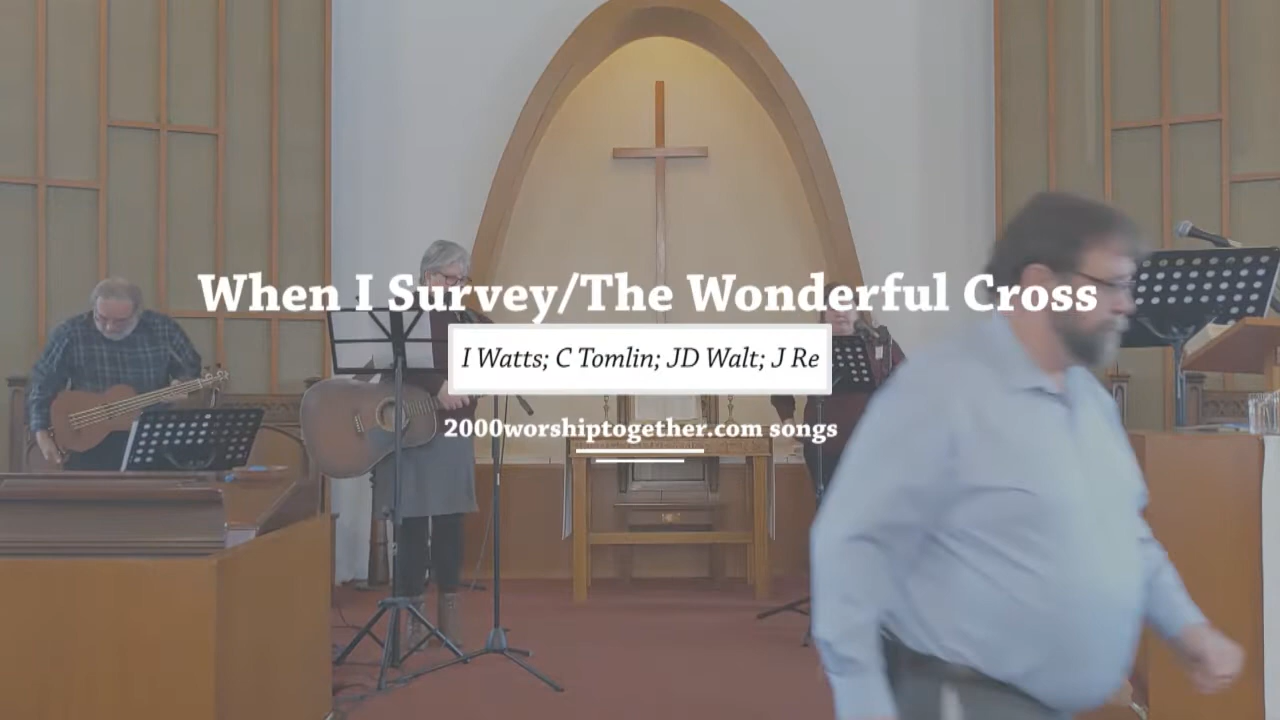 When I Survey/The Wonderful Cross
I Watts; C Tomlin; JD Walt; J Re
2000worshiptogether.com songs